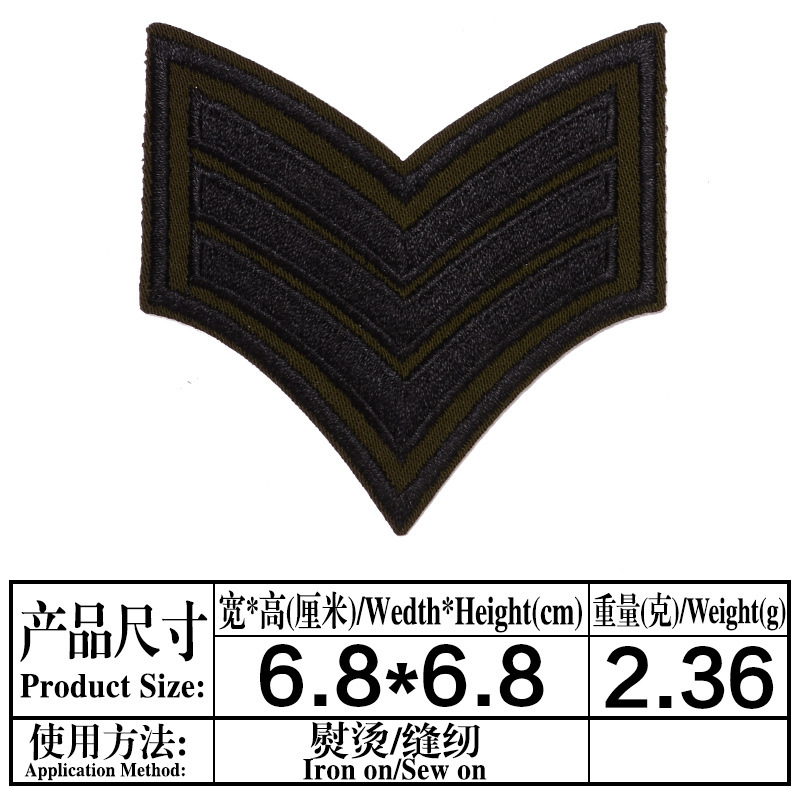 产品尺寸
Product Size:
宽*高(厘米)/Wedth*Height(cm)
重量(克)/Weight(g)
6.8*6.8
2.36
使用方法:
Application Method:
熨烫/缝纫
Iron on/Sew on